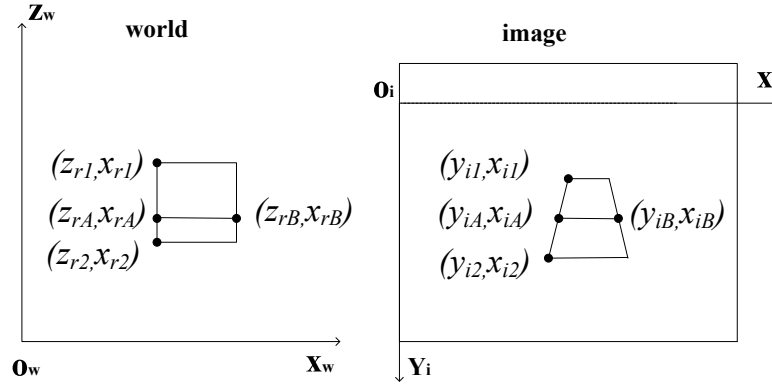 Zw
world
(zr1,xr1)
(zrA,xrA)
(zrB,xrB)
(zr2,xr2)
Ow
Xw
image
Oi
X
(yi1,xi1)
(yiA,xiA)
(yiB,xiB)
(yi2,xi2)
Yi